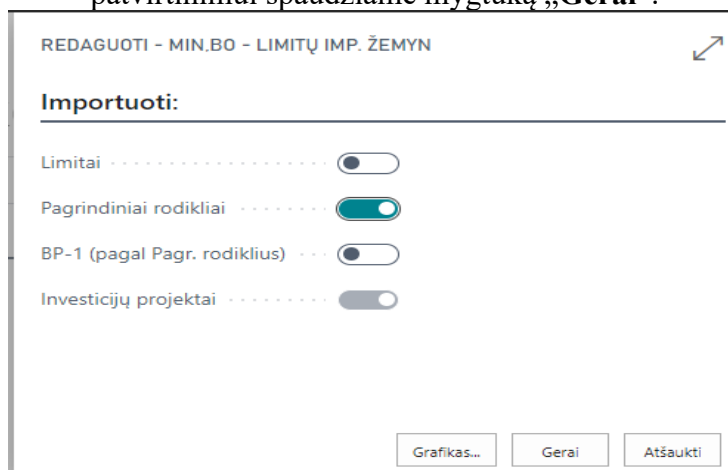 patvirtinimui spaudžiame mygtuką „Gerai“.
REDAGUOTI - MIN,BO - LIMITŲ IMP. ŽEMYN
Importuoti:
Limitai
Pagrindiniai rodikliai
BP-1 (pagal Pagr. rodiklius)
Investicijų projektai
Grafikas... Gerai Atšaukti